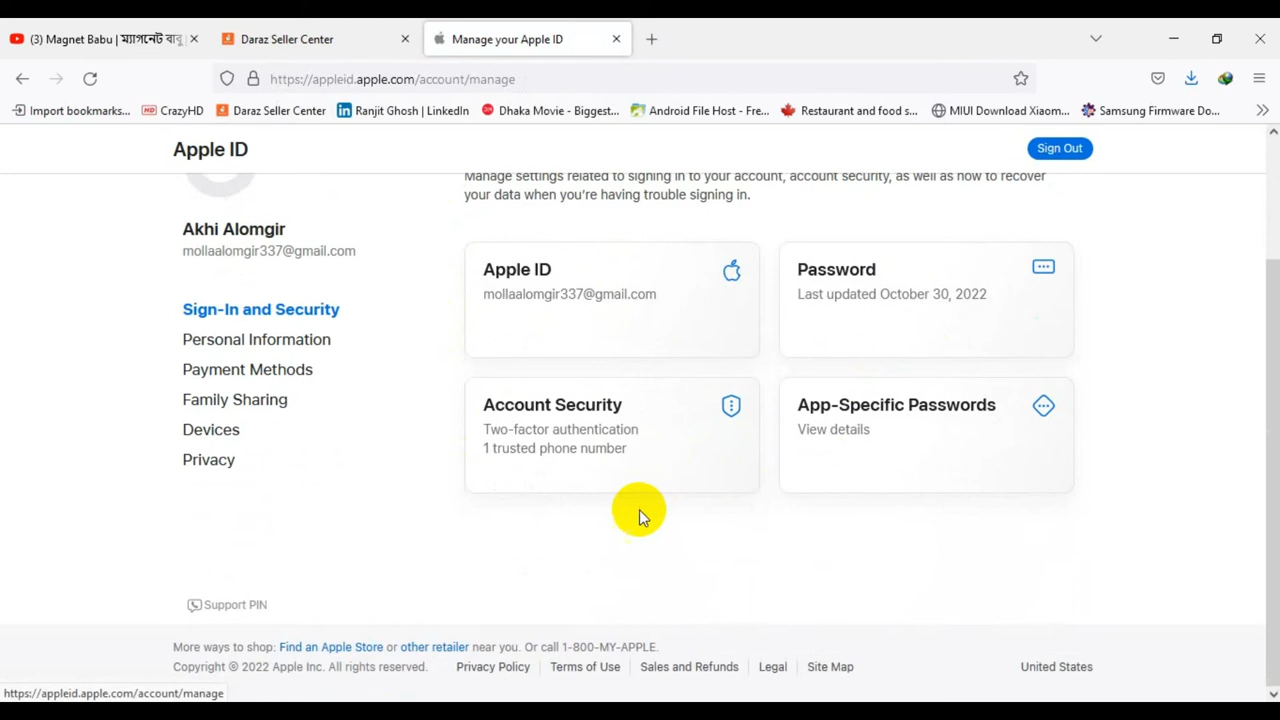 (3) Magnet Babu | ম্যাগনেট বাবু
Daraz Seller Center
Manage your Apple ID
https://appleid.apple.com/account/manage
Import bookmarks...
HD CrazyHD
Daraz Seller Center
in Ranjit Ghosh | LinkedIn
Dhaka Movie - Biggest...
Android File Host - Fre...
Restaurant and food s...
MIUI Download Xiaom...
Samsung Firmware Do...
Apple ID
Sign Out
Manage settings related to signing in to your account, account security, as well as how to recover
your data when you’re having trouble signing in.
Akhi Alomgir
mollaalomgir337@gmail.com
Sign-In and Security
Personal Information
Payment Methods
Family Sharing
Devices
Privacy
Apple ID
mollaalomgir337@gmail.com
Password
Last updated October 30, 2022
Account Security
Two-factor authentication
1 trusted phone number
App-Specific Passwords
View details
Support PIN
More ways to shop: Find an Apple Store or other retailer near you. Or call 1-800-MY-APPLE.
Copyright © 2022 Apple Inc. All rights reserved. Privacy Policy | Terms of Use | Sales and Refunds | Legal | Site Map United States
https://appleid.apple.com/account/manage